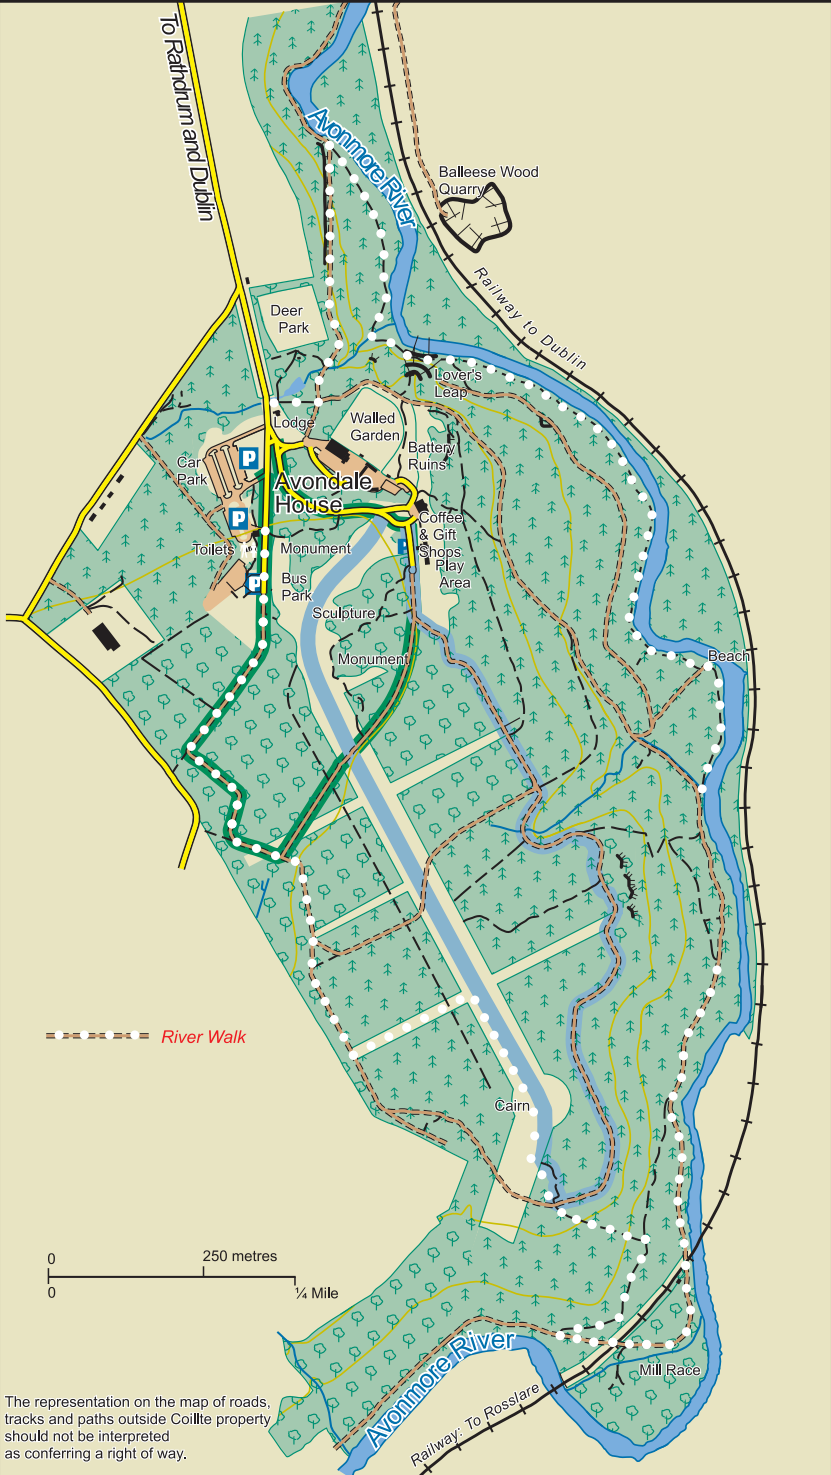 To Rathdrum and Dublin
Avonmore River
Balleese Wood
Quarry
Railway to Dublin
Deer
Park
Lover's
Leap
Lodge
Walled
Garden
Battery
Ruins
Car
Park
P
Avondale
House
P
Coffee
& Gift
Shops
Toilets
Monument
P
Play
Area
Bus
Park
P
Sculpture
Monument
Beach
River Walk
Cairn
0
250 metres
0
¼ Mile
Avonmore River
Mill Race
Railway: To Rosslare
The representation on the map of roads,
tracks and paths outside Coillte property
should not be interpreted
as conferring a right of way.